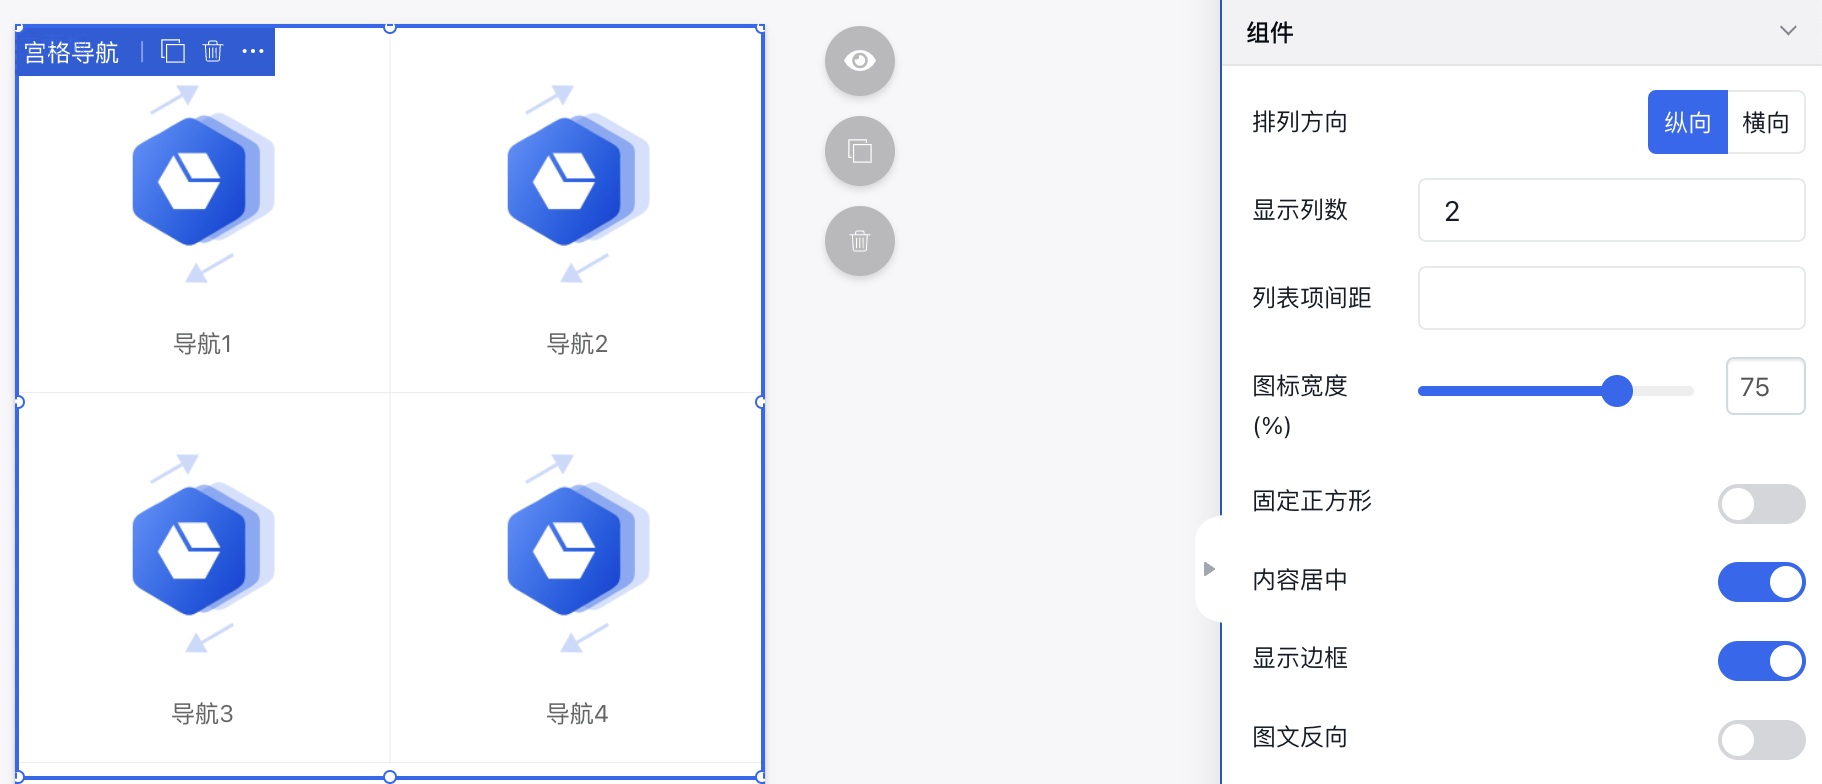 宫格导航
导航1
导航2
导航3
导航4
组件
排列方向
纵向
横向
显示列数
2
列表项间距
图标宽度
(%)
75
固定正方形
内容居中
显示边框
图文反向